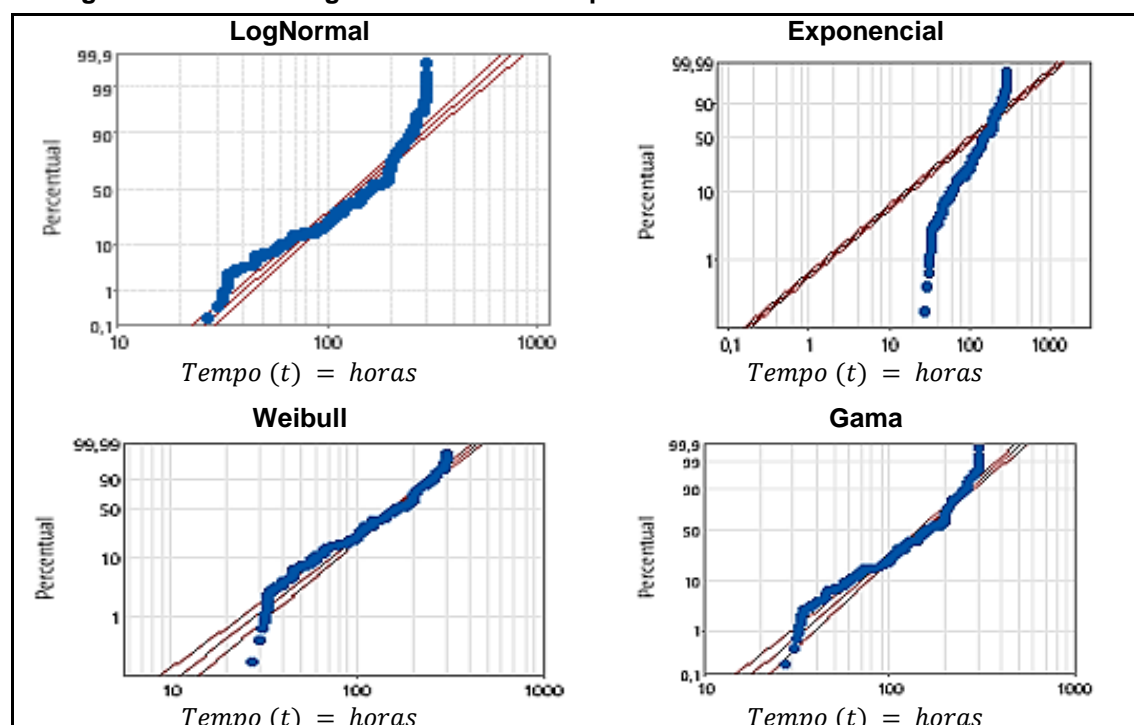 LogNormal
Percentual
99,9
99
90
50
10
1
0,1
10 100 1000
Tempo (t) = horas
Exponencial
Percentual
99,99
90
50
10
1
0,1 1 10 100 1000
Tempo (t) = horas
Weibull
Percentual
99,99
90
50
10
1
10 100 1000
Tempo (t) = horas
Gama
Percentual
99,9
99
90
50
10
1
0,1
10 100 1000
Tempo (t) = horas